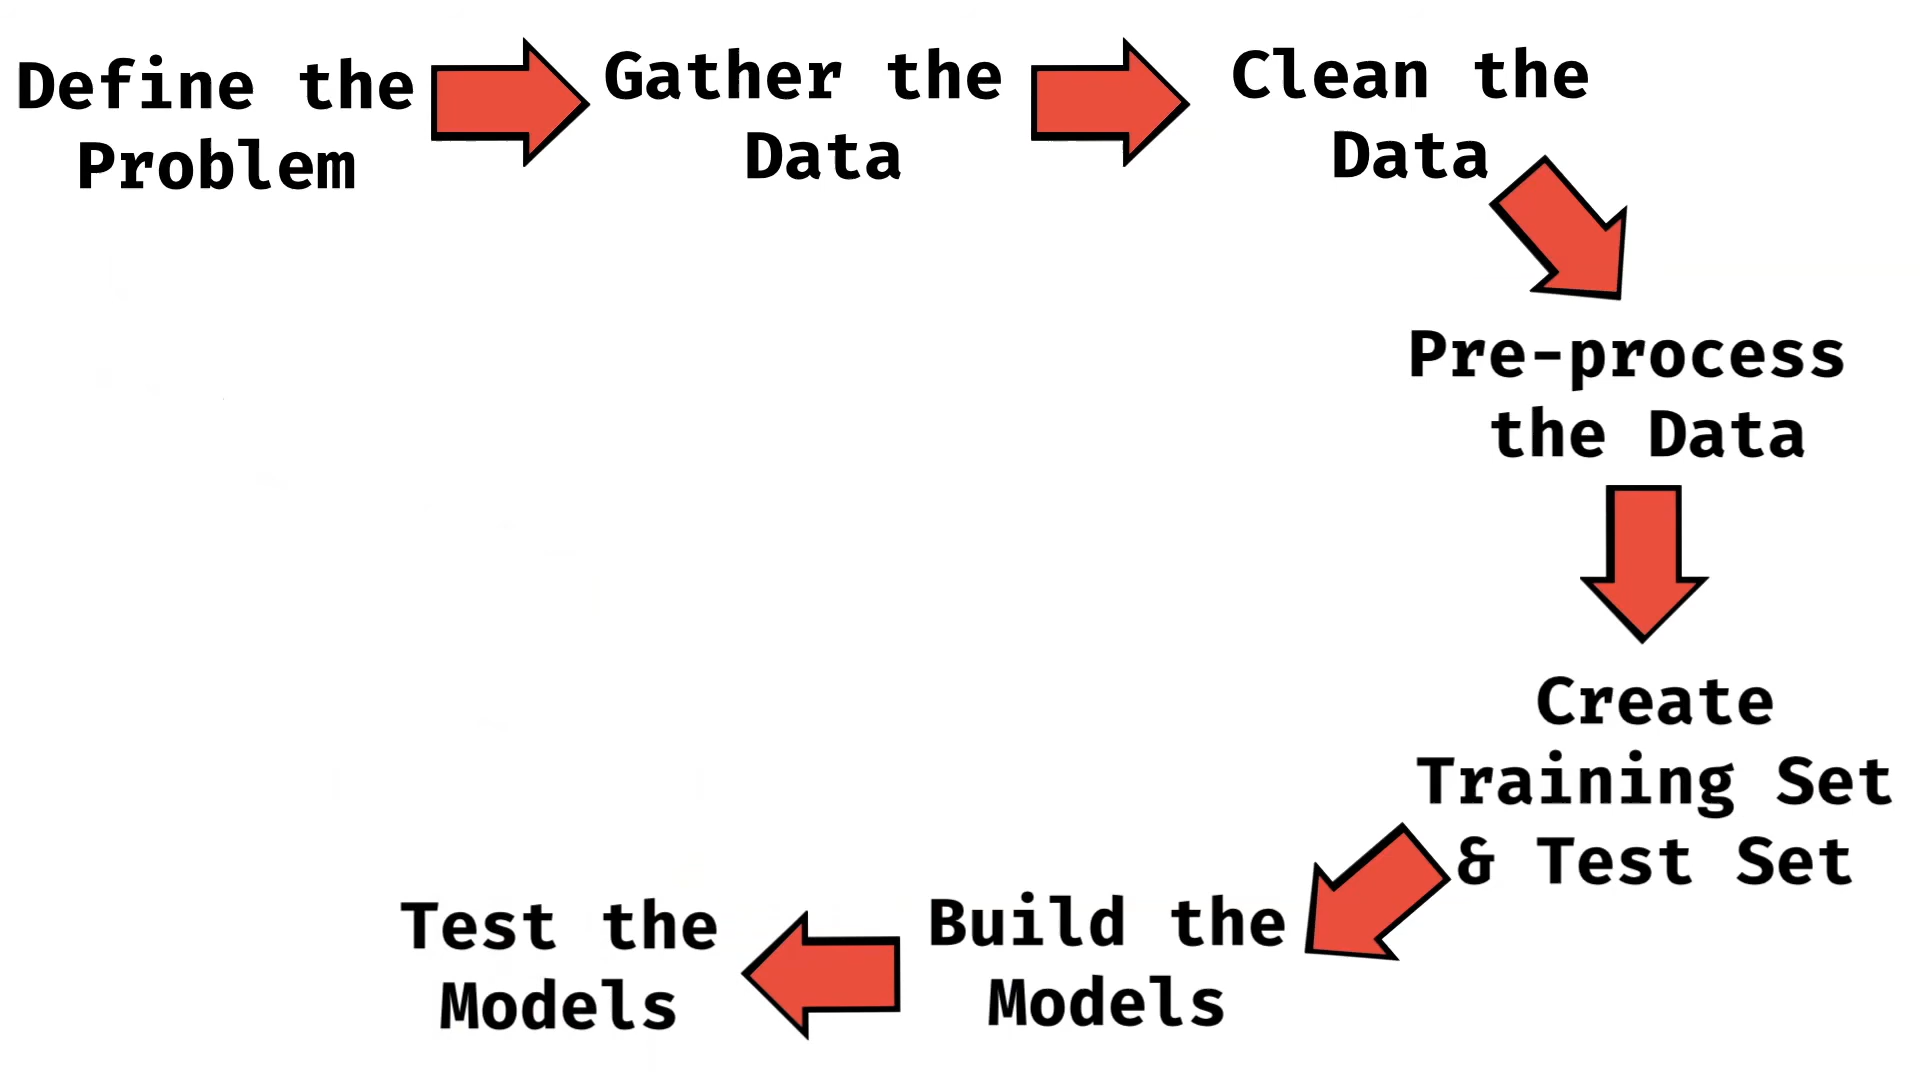 Define the
Problem
Gather the
Data
Clean the
Data
Pre-process
the Data
Create
Training Set
& Test Set
Build the
Models
Test the
Models